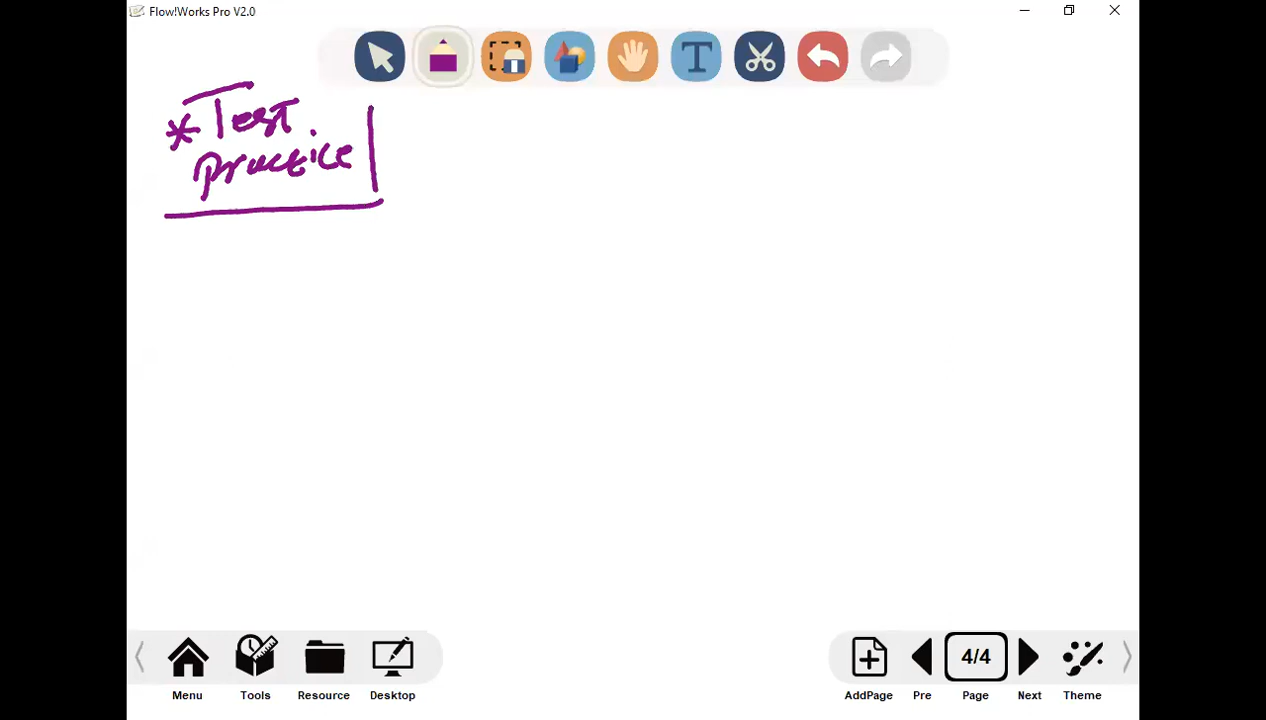 Flow!Works Pro V2.0
T
*Test
Practice
4/4
Menu
Tools
Resource
Desktop
AddPage
Pre
Page
Next
Theme